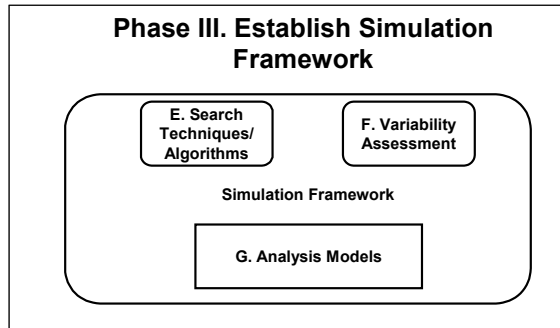 Phase III. Establish Simulation
Framework
E. Search
Techniques/
Algorithms
F. Variability
Assessment
Simulation Framework
G. Analysis Models